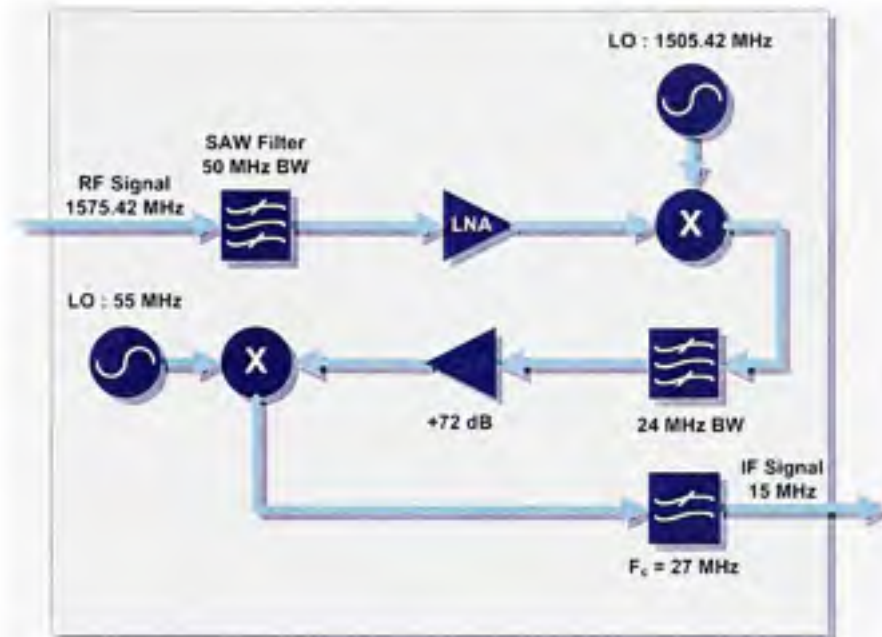 LO : 1505.42 MHz
SAW Filter
50 MHz BW
RF Signal
1575.42 MHz
LNA
X
LO : 55 MHz
X
+72 dB
24 MHz BW
IF Signal
15 MHz
Fc = 27 MHz